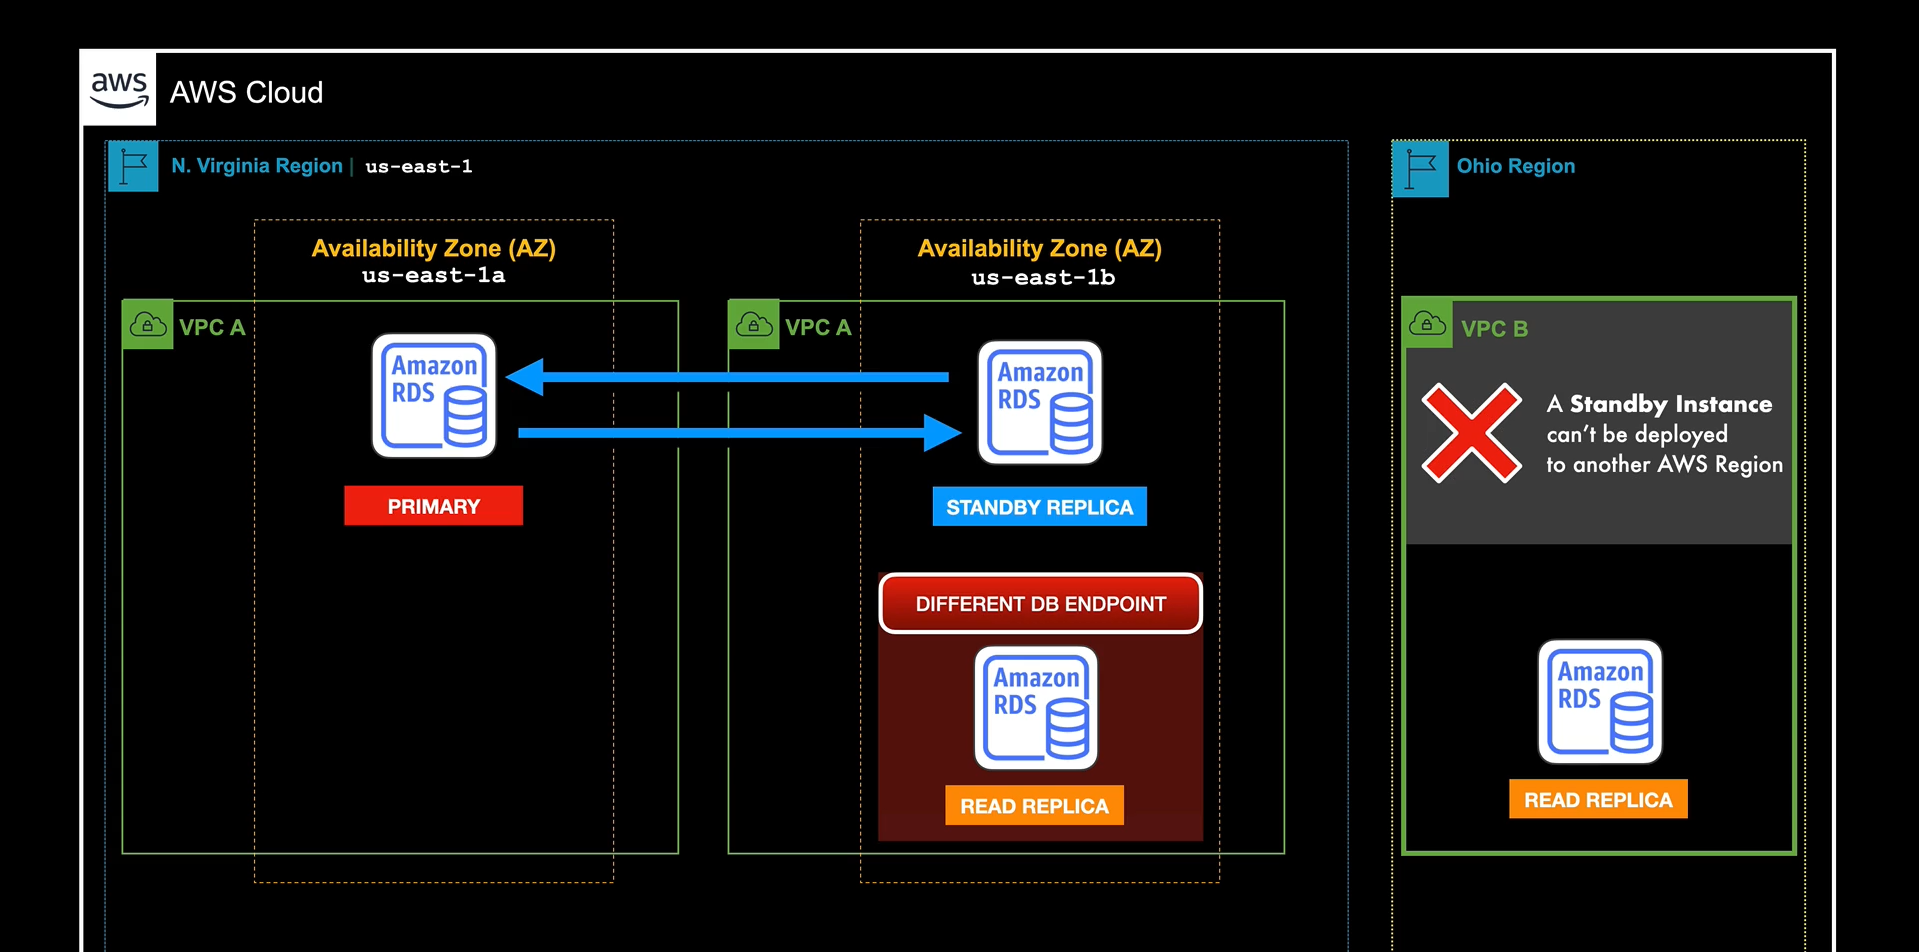 aws
AWS Cloud
N. Virginia Region | us-east-1
Ohio Region
Availability Zone (AZ)
us-east-1a
Availability Zone (AZ)
us-east-1b
VPC A
Amazon
RDS
PRIMARY
VPC A
Amazon
RDS
STANDBY REPLICA
DIFFERENT DB ENDPOINT
Amazon
RDS
READ REPLICA
VPC B
A Standby Instance
can't be deployed
to another AWS Region
Amazon
RDS
READ REPLICA